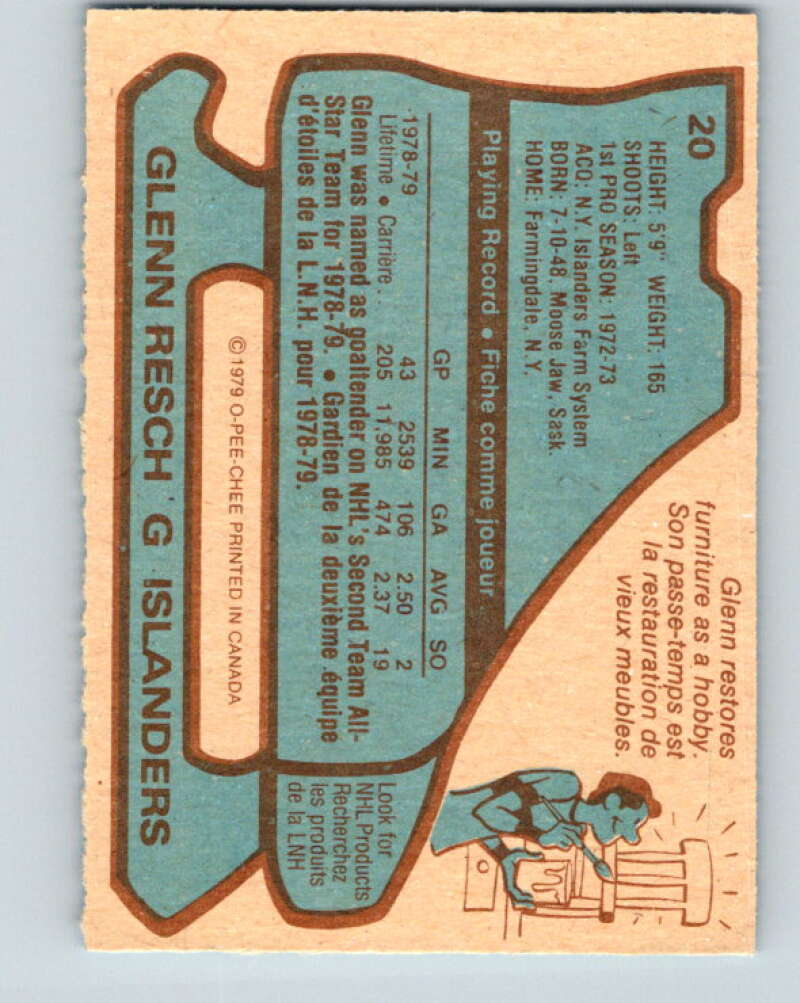 20
HEIGHT: 5'9" WEIGHT: 165
SHOOTS: Left
1st PRO SEASON: 1972-73
ACQ: N.Y. Islanders Farm System
BORN: 7-10-48, Moose Jaw, Sask.
HOME: Farmingdale, N.Y.
Glenn restores
furniture as a hobby.
Son passe-temps est
la restauration de
vieux meubles.
Playing Record • Fiche comme joueur
GP MIN GA AVG SO
1978-79 43 2539 106 2.50 2
Lifetime • Carrière . . 205 11,985 474 2.37 19
Glenn was named as goaltender on NHL's Second Team All-
Star Team for 1978-79. • Gardien de la deuxième équipe
d'étoiles de la L.N.H. pour 1978-79.
Look for
NHL Products
Recherchez
les produits
de la LNH
© 1979 O-PEE-CHEE PRINTED IN CANADA
GLENN RESCH G ISLANDERS